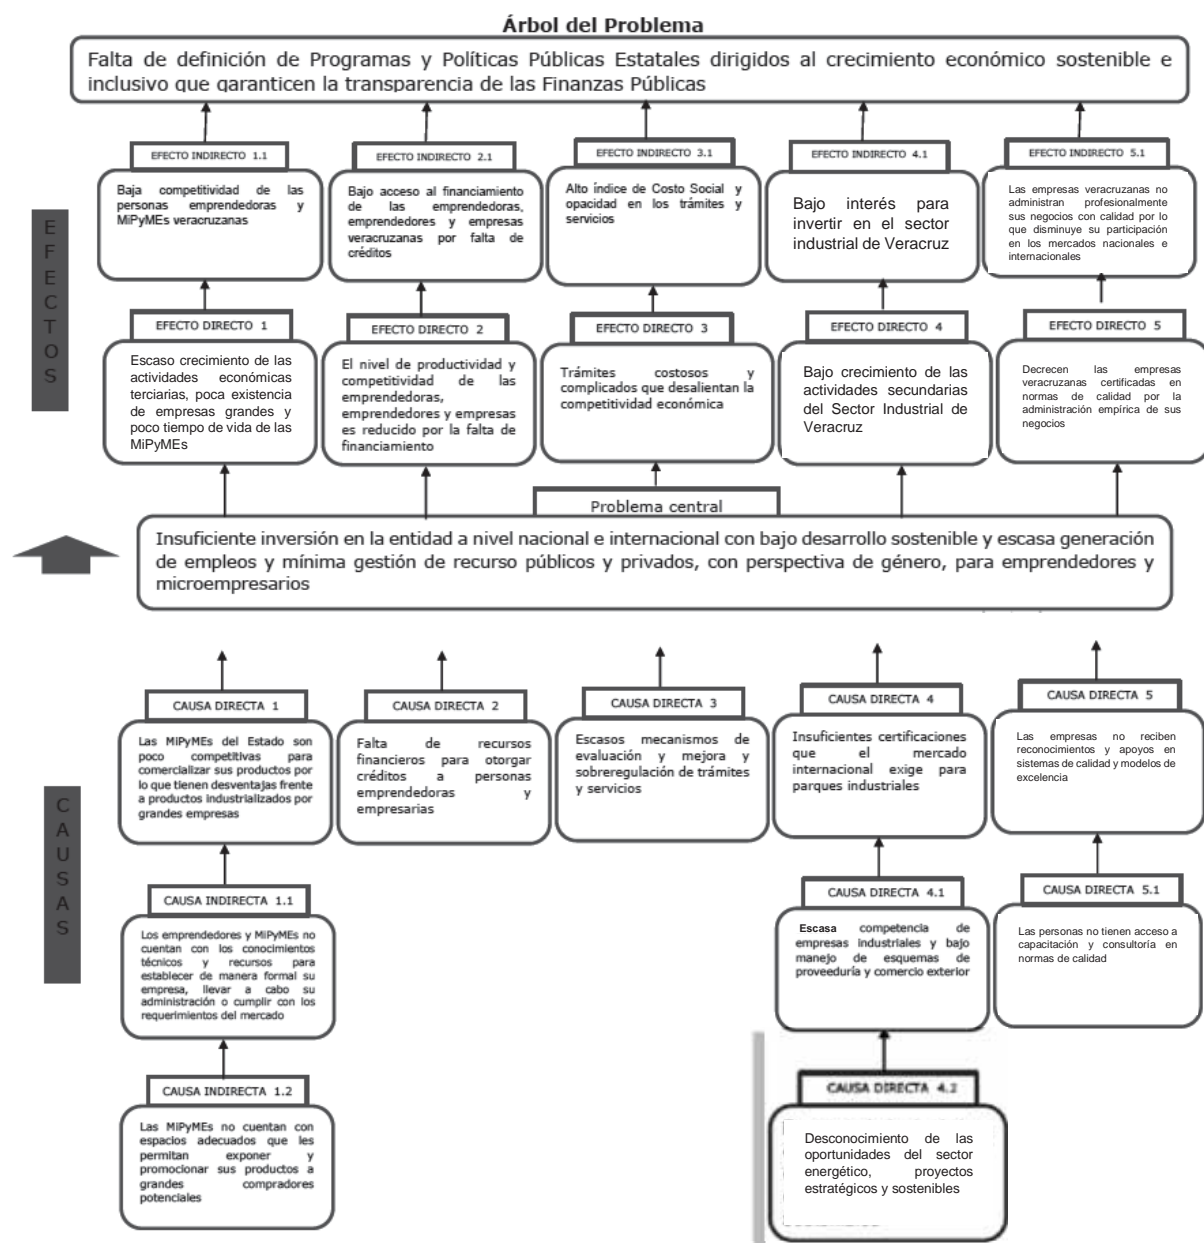 Árbol del Problema
Falta de definición de Programas y Políticas Públicas Estatales dirigidos al crecimiento económico sostenible e
inclusivo que garanticen la transparencia de las Finanzas Públicas
EFECTOS
EFECTO INDIRECTO 1.1
Baja competitividad de las
personas emprendedoras y
MiPyMEs veracruzanas
EFECTO INDIRECTO 2.1
Bajo acceso al financiamiento
de las emprendedoras,
emprendedores y empresas
veracruzanas por falta de
créditos
EFECTO INDIRECTO 3.1
Alto índice de Costo Social y
opacidad en los trámites y
servicios
EFECTO INDIRECTO 4.1
Bajo interés para
invertir en el sector
industrial de Veracruz
EFECTO INDIRECTO 5.1
Las empresas veracruzanas no
administran profesionalmente
sus negocios con calidad por lo
que disminuye su participación
en los mercados nacionales e
internacionales
EFECTO DIRECTO 1
Escaso crecimiento de las
actividades económicas
terciarias, poca existencia
de empresas grandes y
poco tiempo de vida de las
MiPyMEs
EFECTO DIRECTO 2
El nivel de productividad y
competitividad de las
emprendedoras,
emprendedores y empresas
es reducido por la falta de
financiamiento
EFECTO DIRECTO 3
Trámites costosos y
complicados que desalientan la
competitividad económica
EFECTO DIRECTO 4
Bajo crecimiento de las
actividades secundarias
del Sector Industrial de
Veracruz
EFECTO DIRECTO 5
Decrecen las empresas
veracruzanas certificadas en
normas de calidad por la
administración empírica de sus
negocios
Problema central
Insuficiente inversión en la entidad a nivel nacional e internacional con bajo desarrollo sostenible y escasa generación
de empleos y mínima gestión de recurso públicos y privados, con perspectiva de género, para emprendedores y
microempresarios
CAUSAS
CAUSA DIRECTA 1
Las MiPyMEs del Estado son
poco competitivas para
comercializar sus productos por
lo que tienen desventajas frente
a productos industrializados por
grandes empresas
CAUSA DIRECTA 2
Falta de recursos
financieros para otorgar
créditos a personas
emprendedoras y
empresarias
CAUSA DIRECTA 3
Escasos mecanismos de
evaluación y mejora y
sobreregulación de trámites
y servicios
CAUSA DIRECTA 4
Insuficientes certificaciones
que el mercado
internacional exige para
parques industriales
CAUSA DIRECTA 5
Las empresas no reciben
reconocimientos y apoyos en
sistemas de calidad y modelos de
excelencia
CAUSA INDIRECTA 1.1
Los emprendedores y MiPyMEs no
cuentan con los conocimientos
técnicos y recursos para
establecer de manera formal su
empresa, llevar a cabo su
administración o cumplir con los
requerimientos del mercado
CAUSA DIRECTA 4.1
Escasa competencia de
empresas industriales y bajo
manejo de esquemas de
proveeduría y comercio exterior
CAUSA DIRECTA 5.1
Las personas no tienen acceso a
capacitación y consultoría en
normas de calidad
CAUSA INDIRECTA 1.2
Las MiPyMEs no cuentan con
espacios adecuados que les
permitan exponer y
promocionar sus productos a
grandes compradores
potenciales
CAUSA DIRECTA 4.2
Desconocimiento de las
oportunidades del sector
energético, proyectos
estratégicos y sostenibles